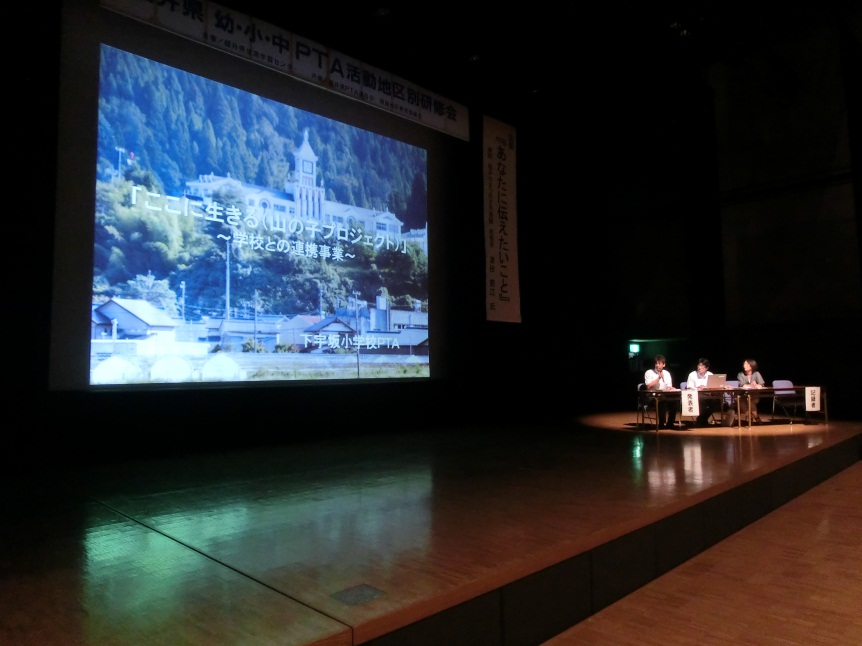 井県 幼・小・中PTA活動地区別研修会
「ここに生きる(山の子プロジェクト)」
～学校との連携事業～
下宇坂小学校PTA
あなたに伝えたいこと
発表者
記録者